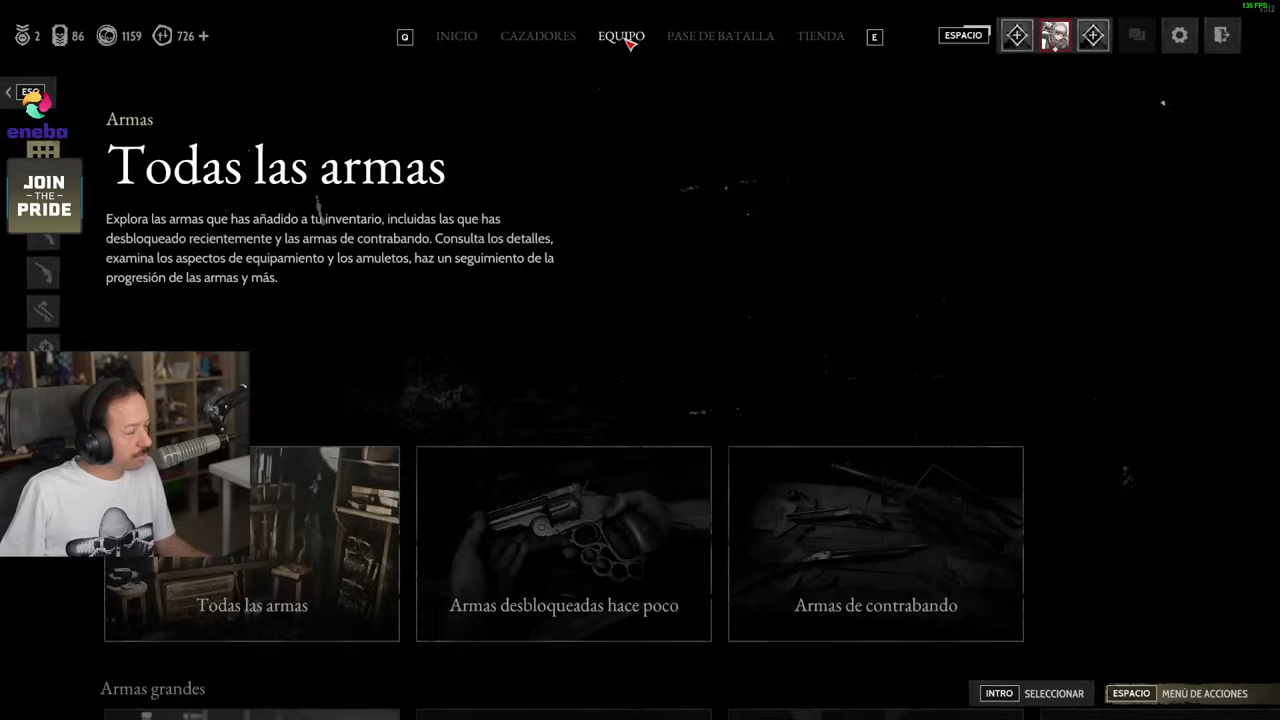 135 FPS
2
86
1159
726 +
Q
INICIO
CAZADORES
EQUIPO
PASE DE BATALLA
TIENDA
E
ESPACIO
ESC
eneba
JOIN
-THE-
PRIDE
Armas
Todas las armas
Explora las armas que has añadido a tu inventario, incluidas las que has
desbloqueado recientemente y las armas de contrabando. Consulta los detalles,
examina los aspectos de equipamiento y los amuletos, haz un seguimiento de la
progresión de las armas y más.
Todas las armas
Armas desbloqueadas hace poco
Armas de contrabando
Armas grandes
INTRO SELECCIONAR
ESPACIO MENÚ DE ACCIONES